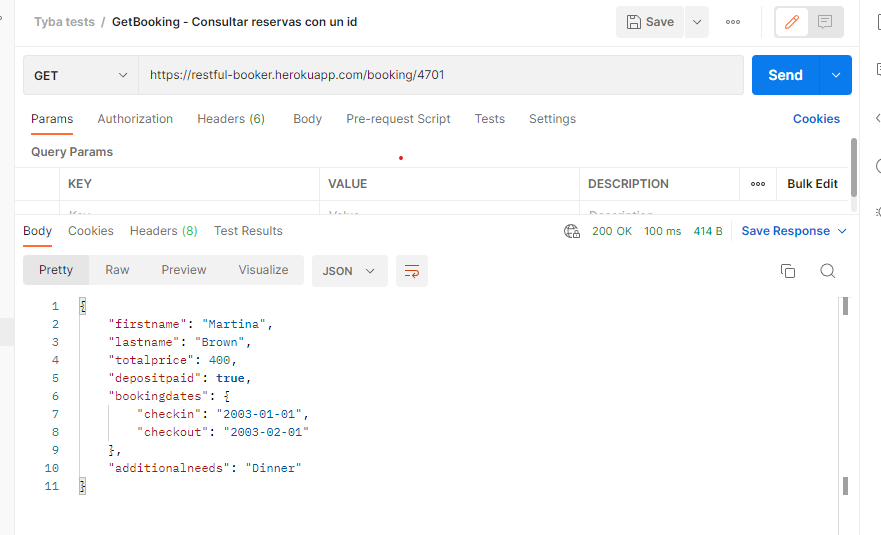 Tyba tests / GetBooking - Consultar reservas con un id
Save
GET
https://restful-booker.herokuapp.com/booking/4701
Send
Params Authorization Headers (6) Body Pre-request Script Tests Settings Cookies
Query Params
KEY VALUE DESCRIPTION Bulk Edit
Key Value Description
Body Cookies Headers (8) Test Results 200 OK 100 ms 414 B Save Response
Pretty Raw Preview Visualize JSON
1 {
2 "firstname": "Martina",
3 "lastname": "Brown",
4 "totalprice": 400,
5 "depositpaid": true,
6 "bookingdates": {
7 "checkin": "2003-01-01",
8 "checkout": "2003-02-01"
9 },
10 "additionalneeds": "Dinner"
11 }